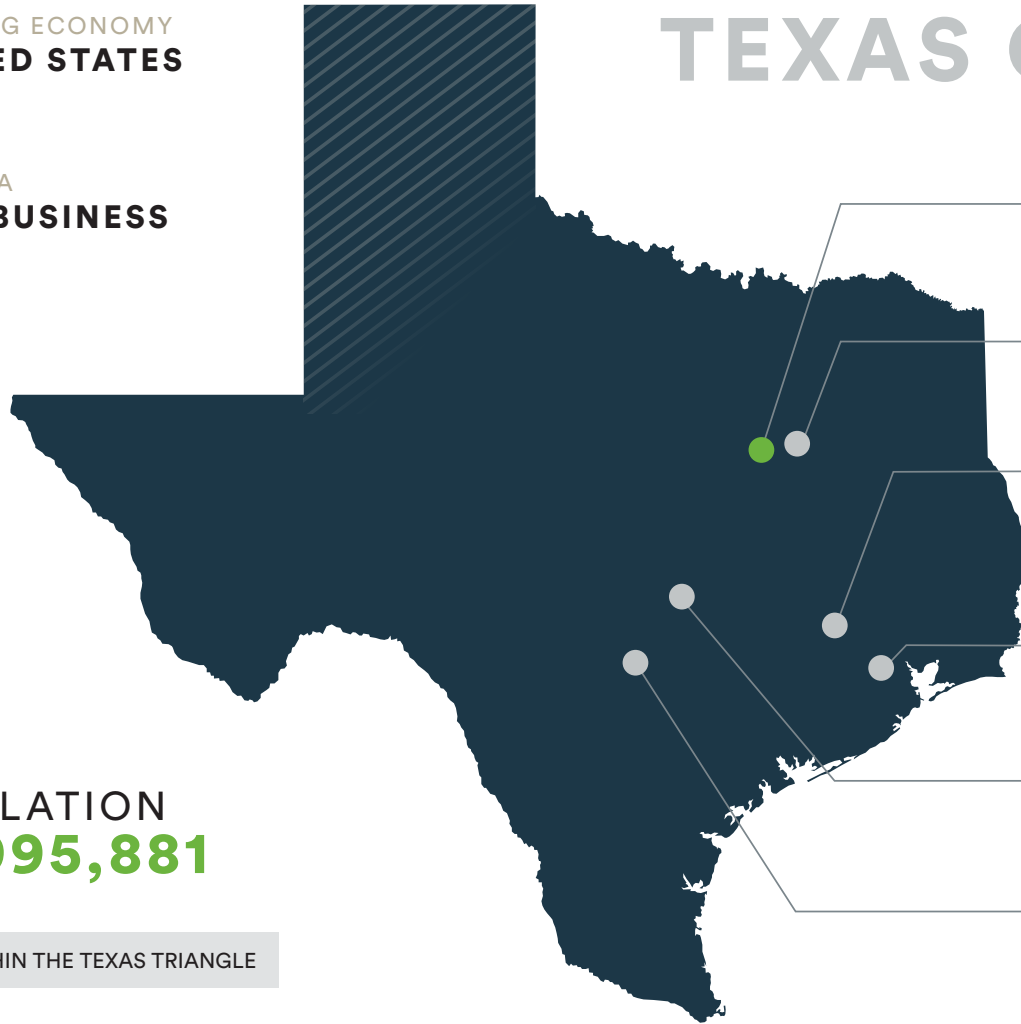 G ECONOMY
ED STATES
A
BUSINESS
TEXAS
LATION
95,881
HIN THE TEXAS TRIANGLE